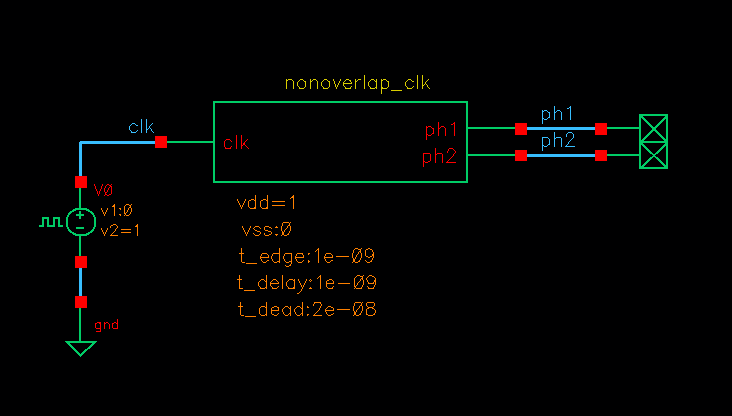 nonoverlap_clk
clk
clk
ph1
ph2
ph1
ph2
V0
v1:0
v2=1
vdd=1
vss:0
t_edge:1e-09
t_delay:1e-09
t_dead:2e-08
gnd